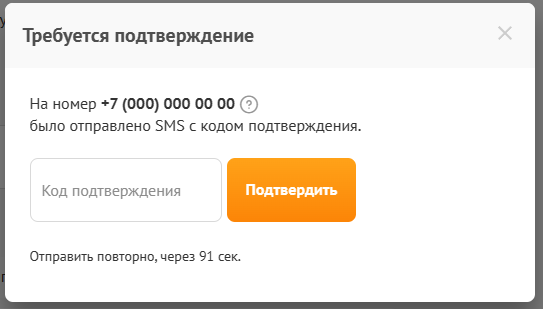 Требуется подтверждение
На номер +7 (000) 000 00 00 ?
было отправлено SMS с кодом подтверждения.
Код подтверждения
Подтвердить
Отправить повторно, через 91 сек.